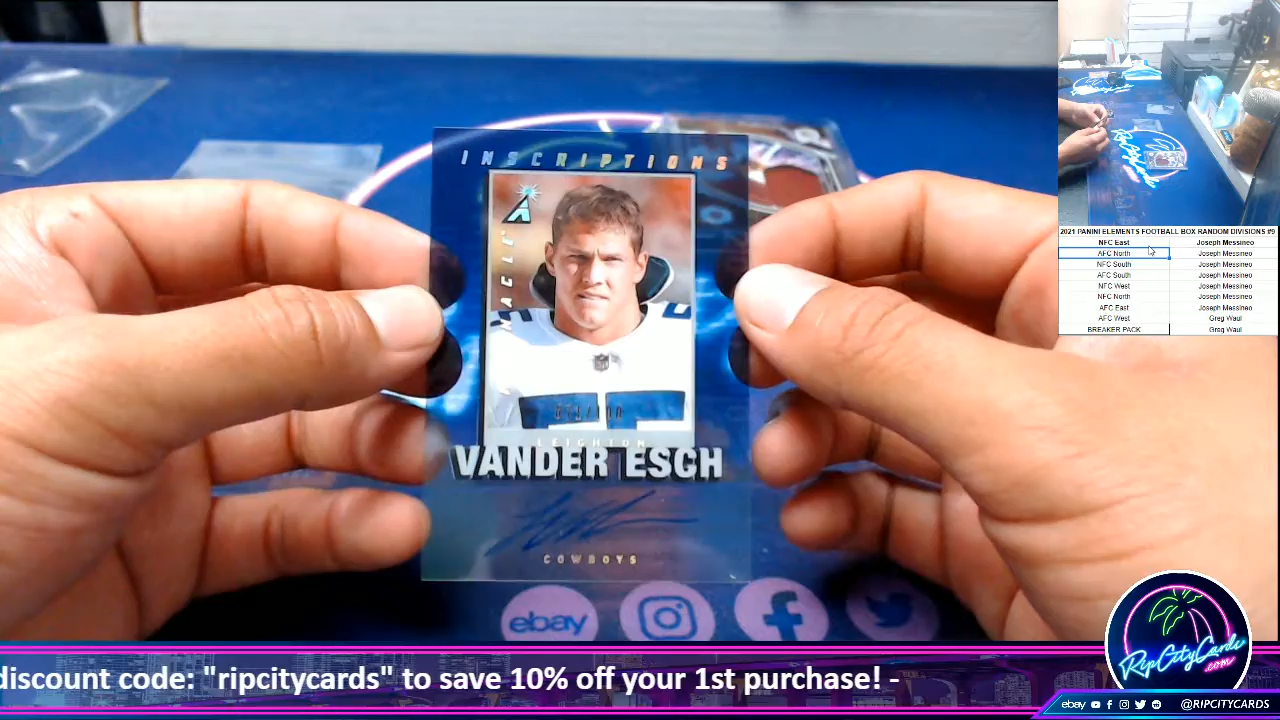 INSCRIPTIONS
A
LEIGHTON
VANDER ESCH
COWBOYS
ebay
2021 PANINI ELEMENTS FOOTBALL BOX RANDOM DIVISIONS #9
NFC East Joseph Messineo
AFC North Joseph Messineo
NFC South Joseph Messineo
AFC South Joseph Messineo
NFC West Joseph Messineo
NFC North Joseph Messineo
AFC East Joseph Messineo
AFC West Greg Waul
BREAKER PACK Greg Waul
RipCityCards
.com
discount code: "ripcitycards" to save 10% off your 1st purchase! -
ebay @RIPCITYCARDS